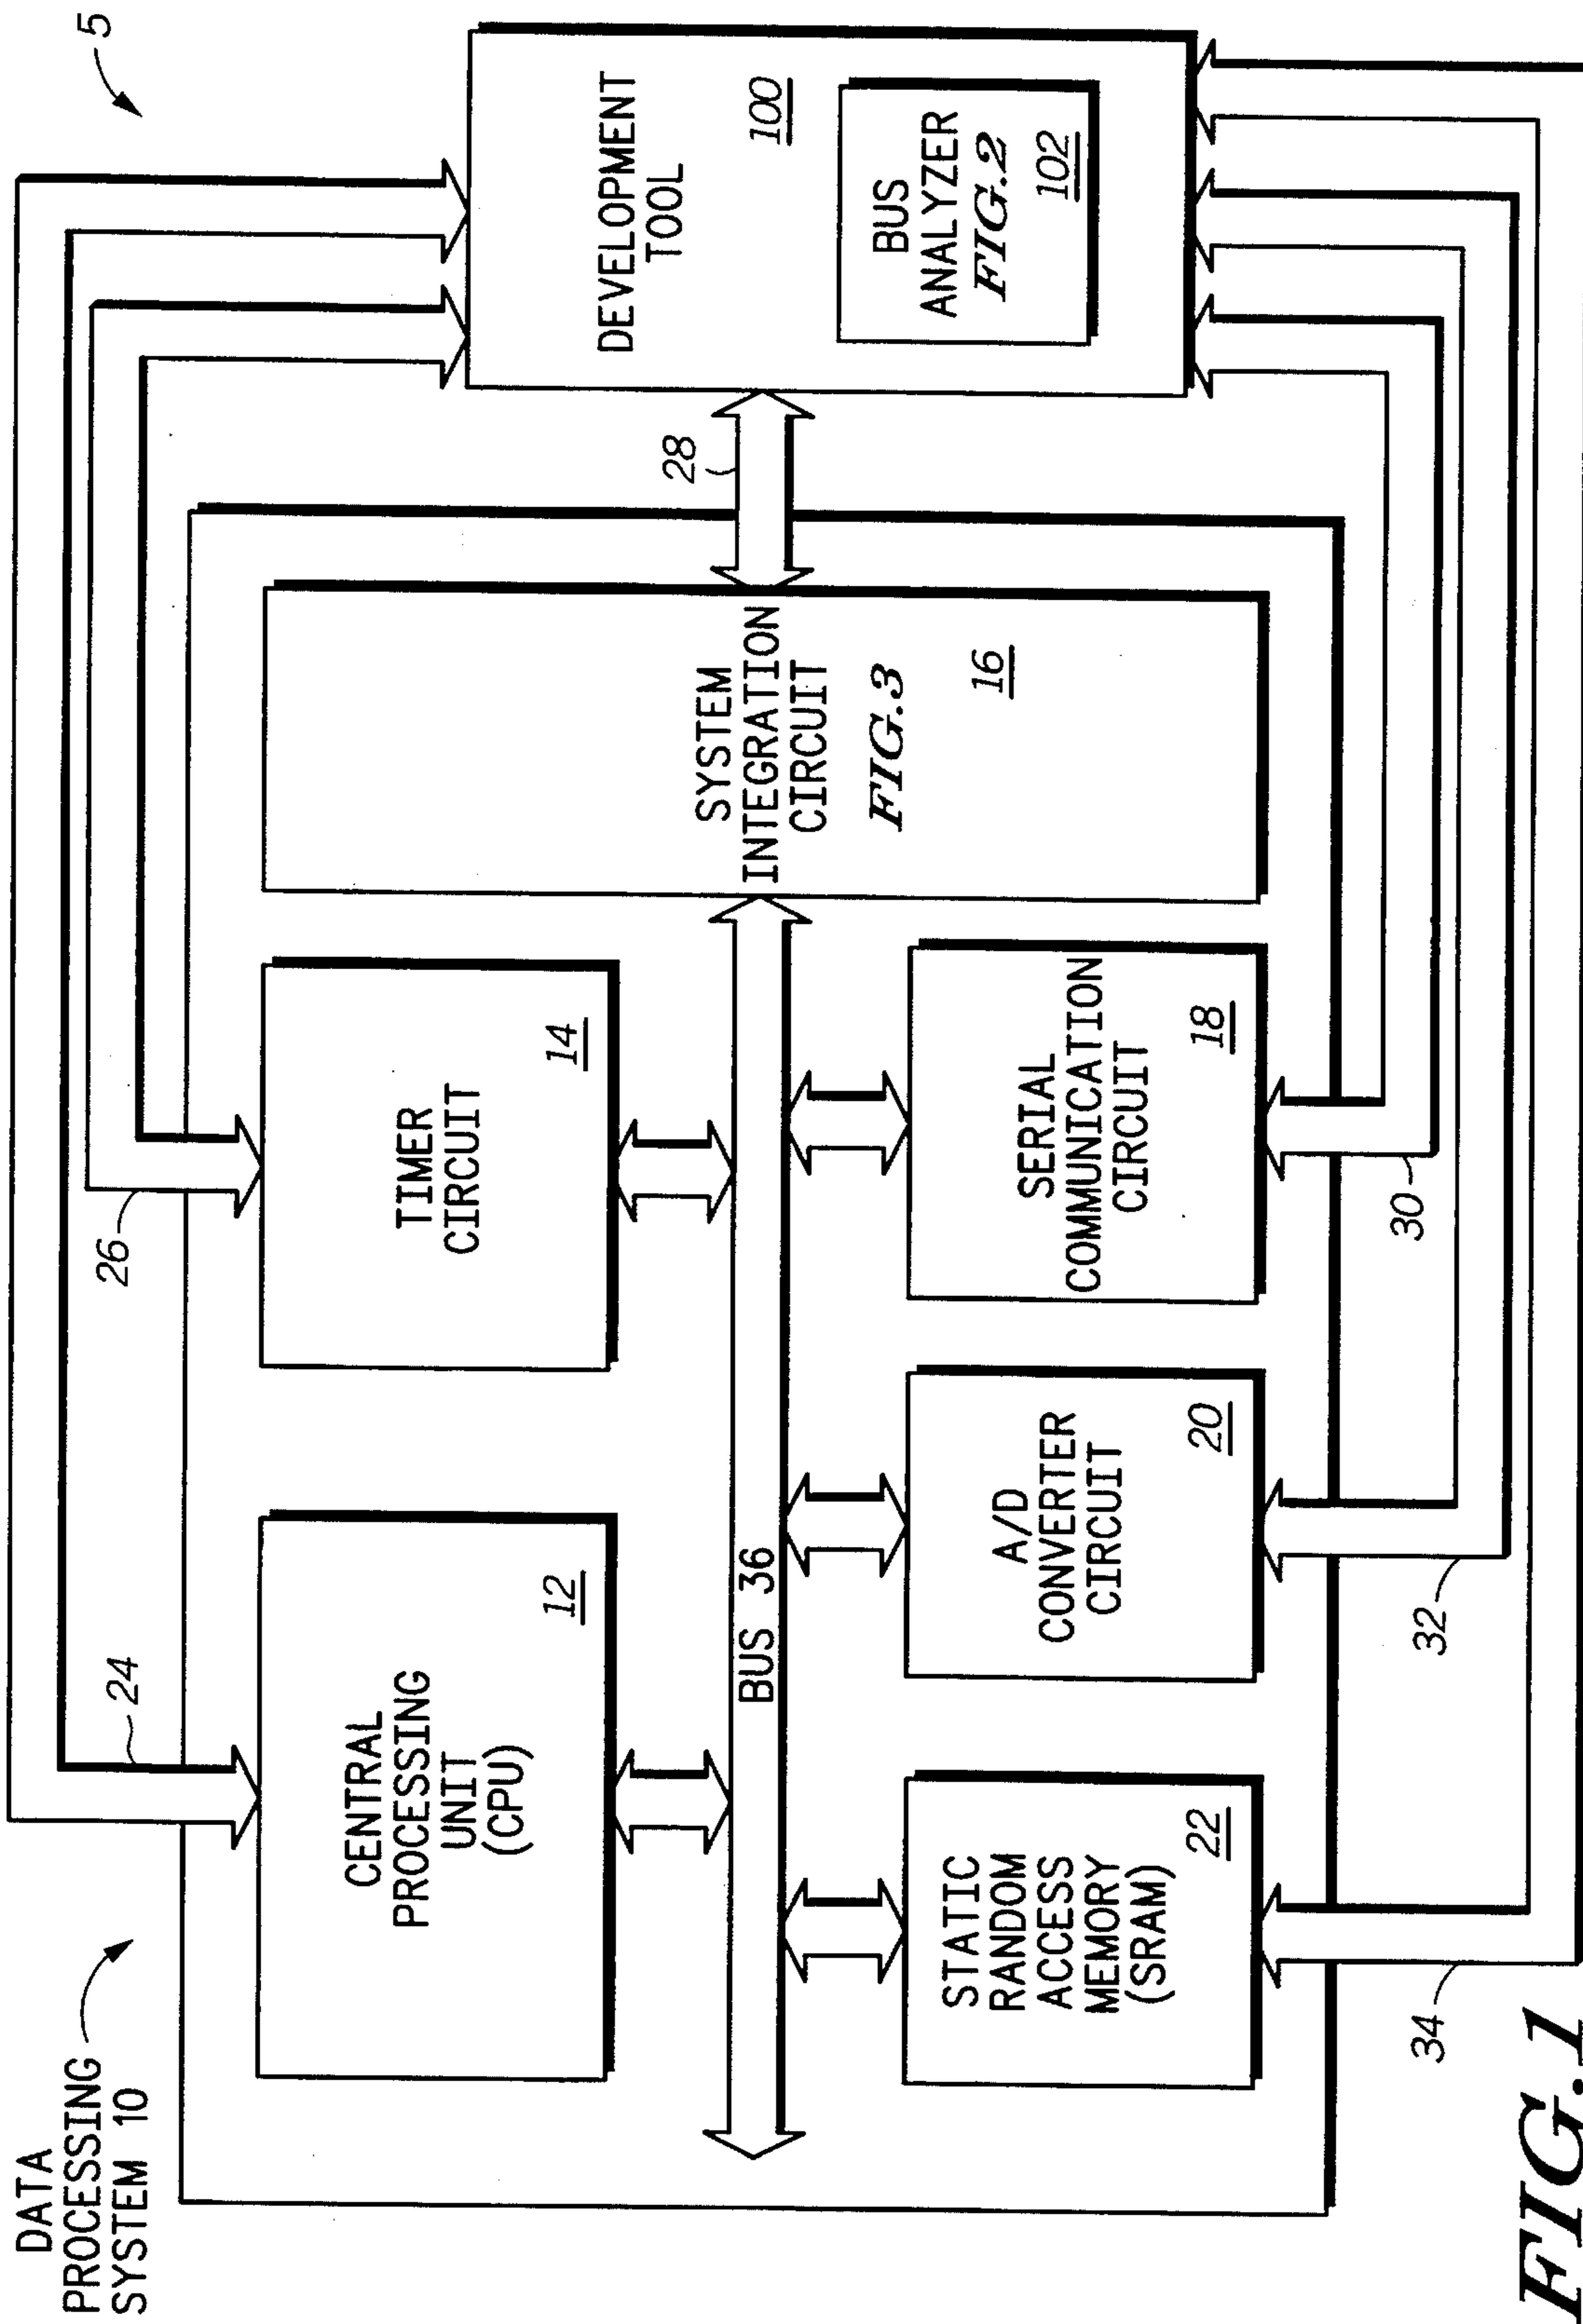 DATA
PROCESSING
SYSTEM 10
5
24
26
CENTRAL
PROCESSING
UNIT
(CPU)
12
TIMER
CIRCUIT
14
SYSTEM
INTEGRATION
CIRCUIT
FIG.3
16
28
DEVELOPMENT
TOOL
100
BUS
ANALYZER
FIG.2
102
BUS 36
STATIC
RANDOM
ACCESS
MEMORY
(SRAM)
22
A/D
CONVERTER
CIRCUIT
20
SERIAL
COMMUNICATION
CIRCUIT
18
34
32
30
FIG.1